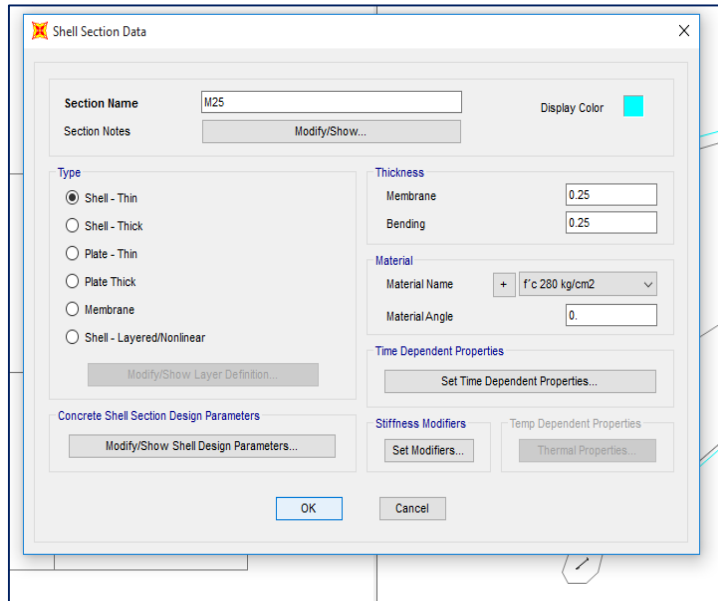 Shell Section Data
Section Name M25 Display Color
Section Notes Modify/Show...
Type
Shell - Thin
Shell - Thick
Plate - Thin
Plate Thick
Membrane
Shell - Layered/Nonlinear
Modify/Show Layer Definition...
Thickness
Membrane 0.25
Bending 0.25
Material
Material Name + f'c 280 kg/cm2
Material Angle 0.
Time Dependent Properties
Set Time Dependent Properties...
Concrete Shell Section Design Parameters
Modify/Show Shell Design Parameters...
Stiffness Modifiers
Set Modifiers...
Temp Dependent Properties
Thermal Properties...
OK Cancel